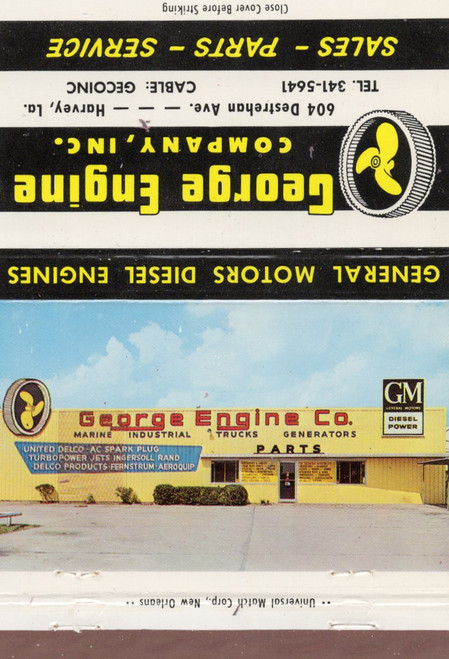 Close Cover Before Striking
SALES - PARTS - SERVICE
TEL. 341-5641 CABLE: GECOINC
604 Destrehan Ave. — — — Harvey, La.
COMPANY, INC.
George Engine
GENERAL MOTORS DIESEL ENGINES
GM
GENERAL MOTORS
DIESEL
POWER
George Engine Co.
MARINE INDUSTRIAL TRUCKS GENERATORS
PARTS
UNITED DELCO-AC SPARK PLUG
TURBOPOWER JETS INGERSOLL RAND
DELCO PRODUCTS-FERNSTRUM-AEROQUIP
•• Universal Match Corp., New Orleans ••